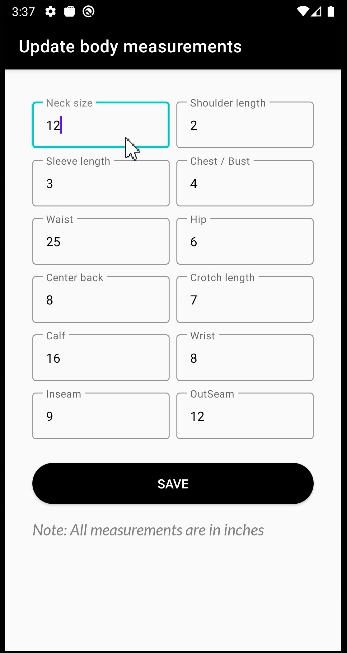 3:37
Update body measurements
Neck size Shoulder length
12 2
Sleeve length Chest / Bust
3 4
Waist Hip
25 6
Center back Crotch length
8 7
Calf Wrist
16 8
Inseam OutSeam
9 12
SAVE
Note: All measurements are in inches